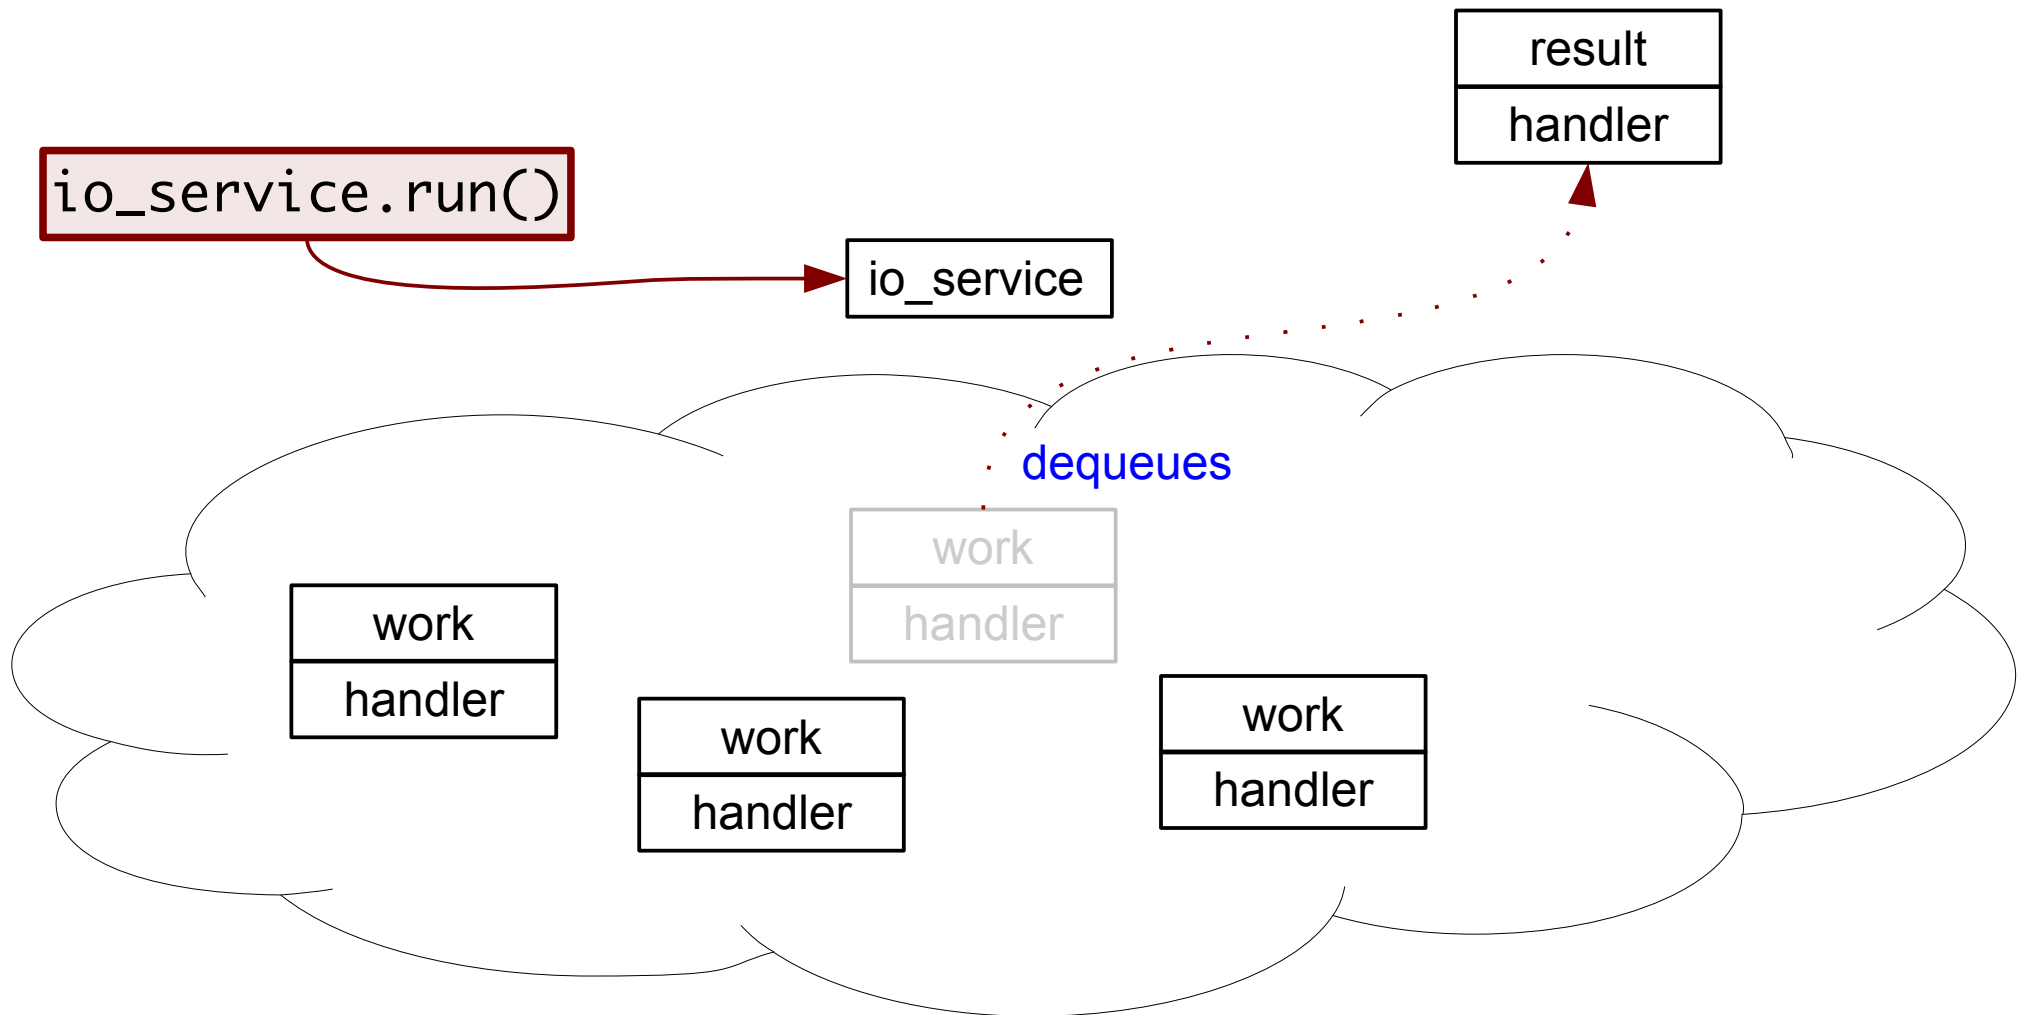 result
handler
io_service.run()
io_service
dequeues
work
handler
work
handler
work
handler
work
handler